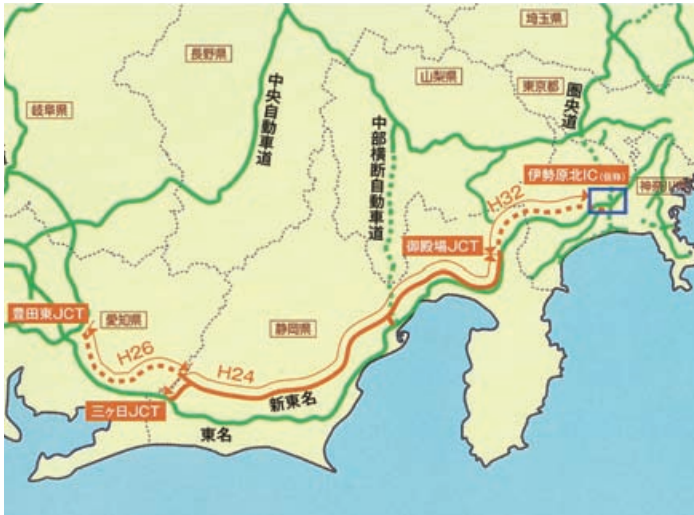 埼玉県
長野県
山梨県
東京都
圏央道
岐阜県
中央自動車道
中部横断自動車道
伊勢原北IC(仮称)
神奈川
H32
御殿場JCT
豊田東JCT
愛知県
静岡県
H26
H24
新東名
三ヶ日JCT
東名